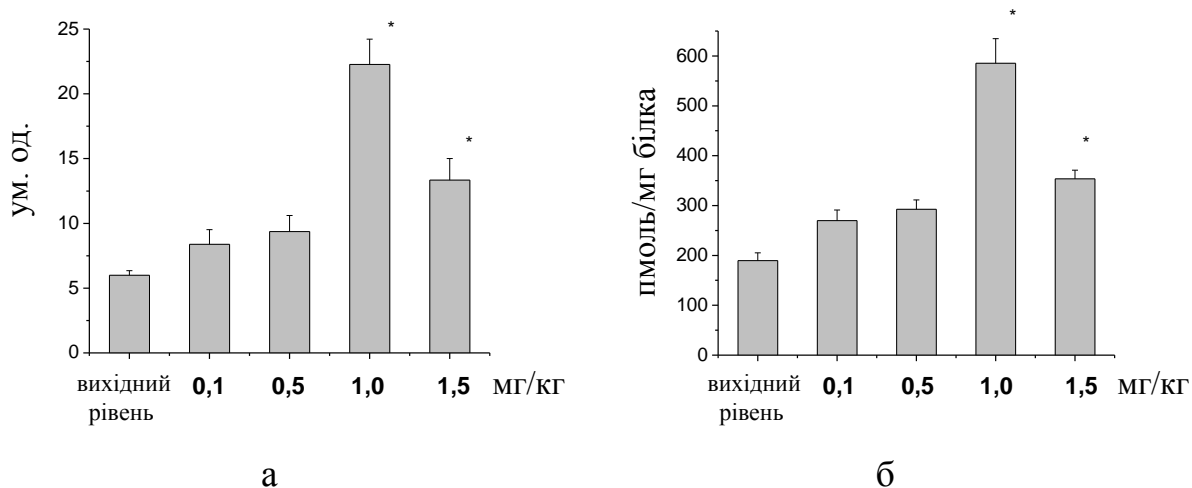 ум. од.
25
20
15
10
5
0
*
*
вихідний
рівень
0,1
0,5
1,0
1,5
мг/кг
а
пмоль/мг білка
600
500
400
300
200
100
0
*
*
вихідний
рівень
0,1
0,5
1,0
1,5
мг/кг
б